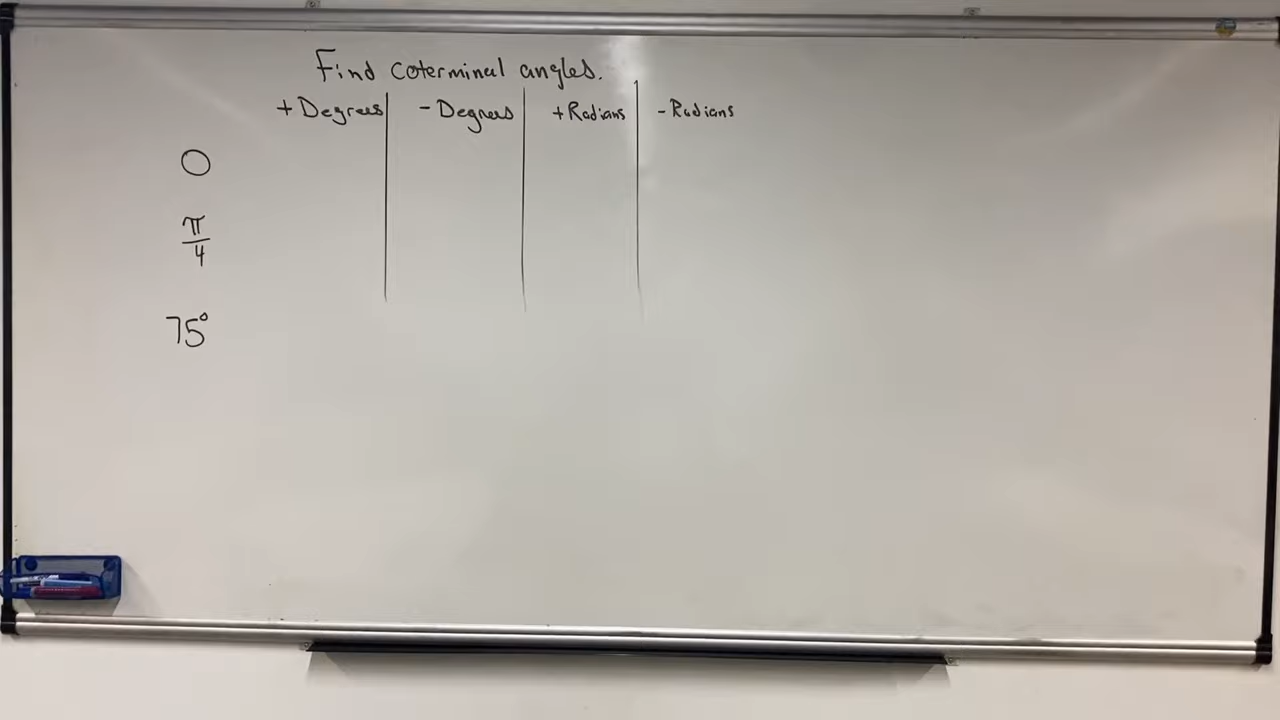 Find coterminal angles.
+ Degrees - Degrees + Radians - Radians
0
π/4
75°